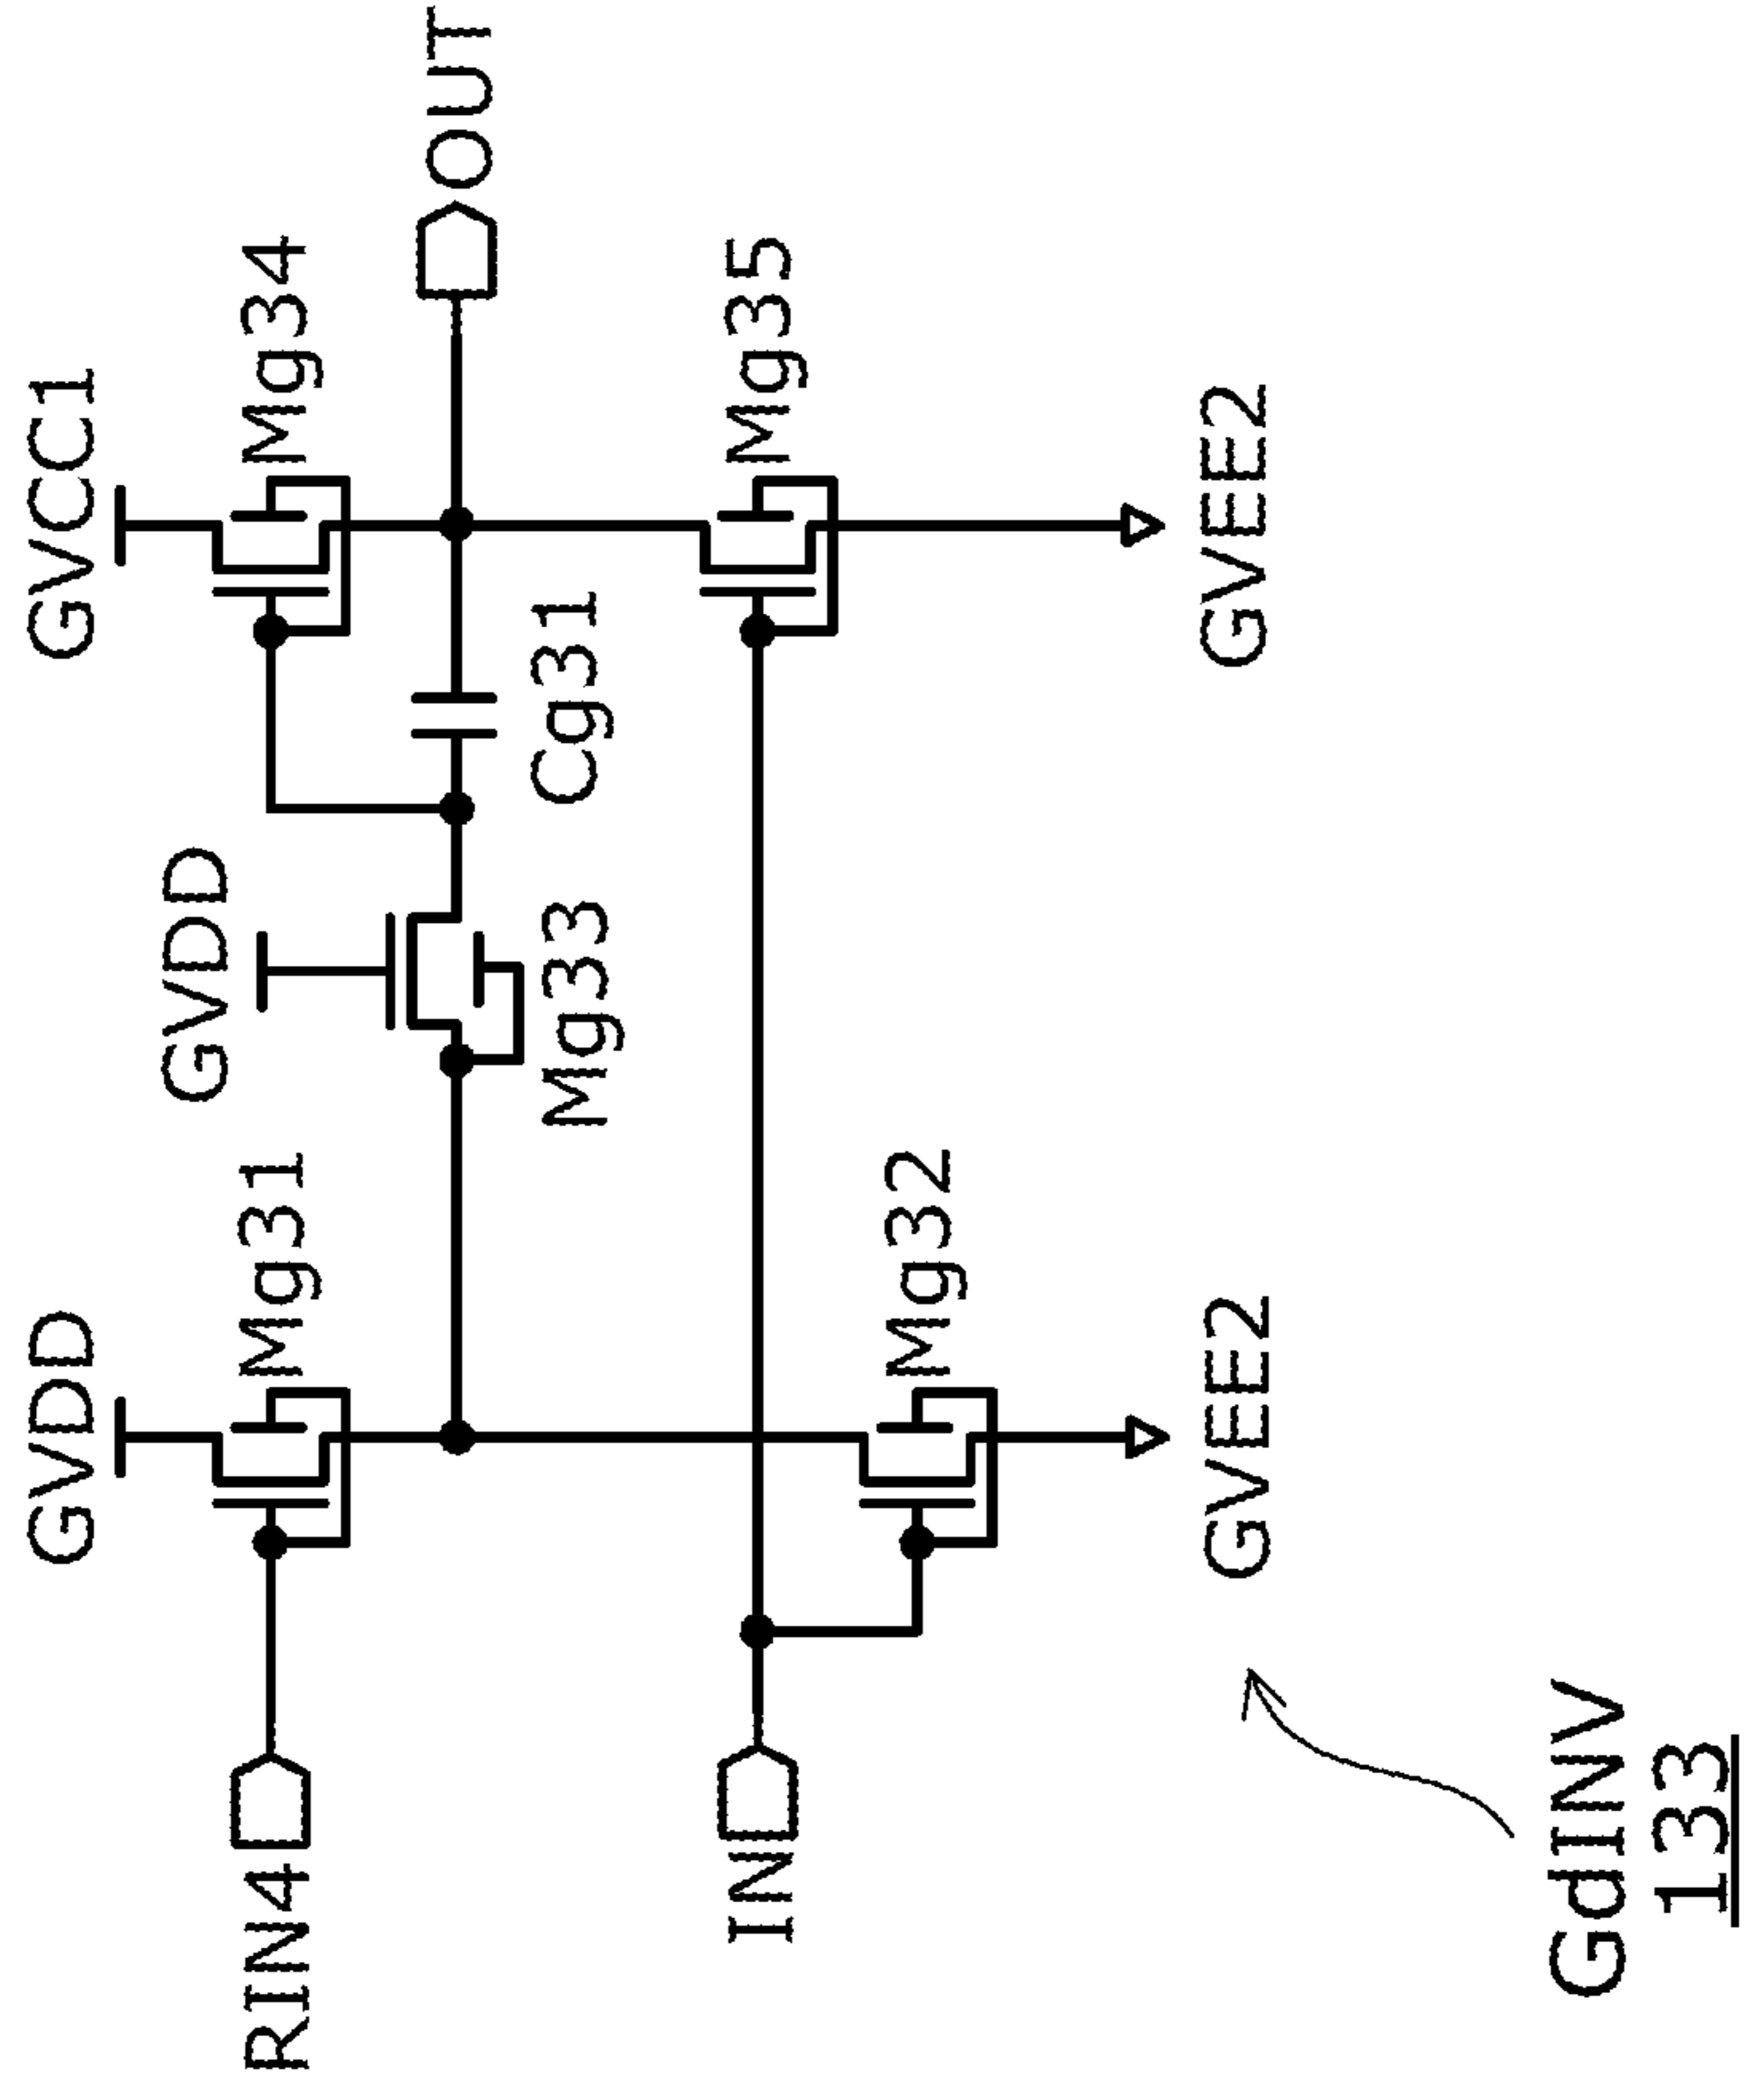 GVDD
GVCC1
GVDD
RIN4
Mg31
Mg34
OUT
Mg33
Cg31
IN
Mg32
Mg35
GVEE2
GVEE2
GdINV
133